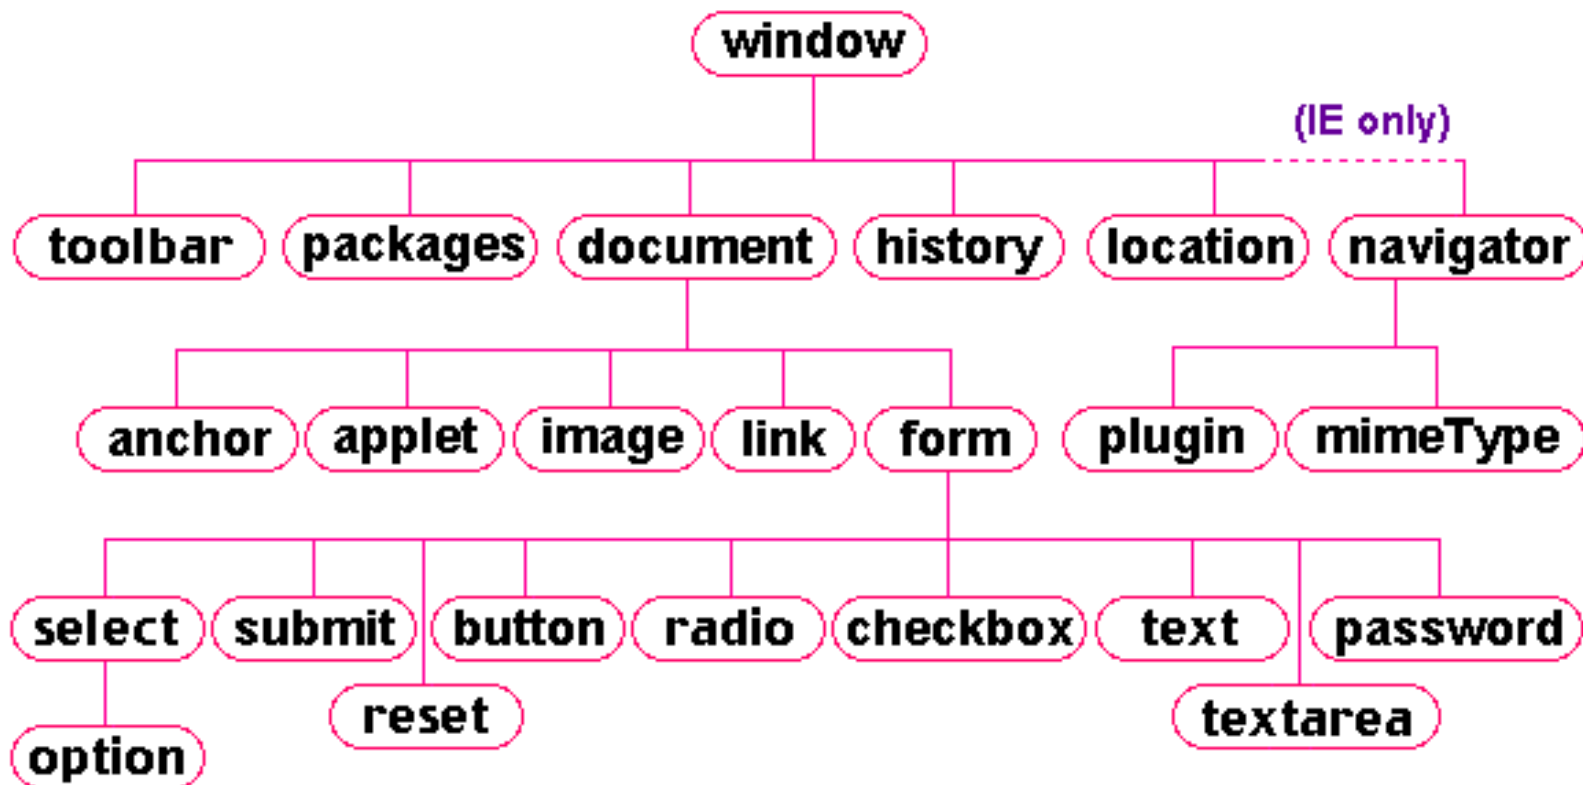 window
(IE only)
toolbar packages document history location navigator
anchor applet image link form plugin mimeType
select submit button radio checkbox text password
reset textarea
option